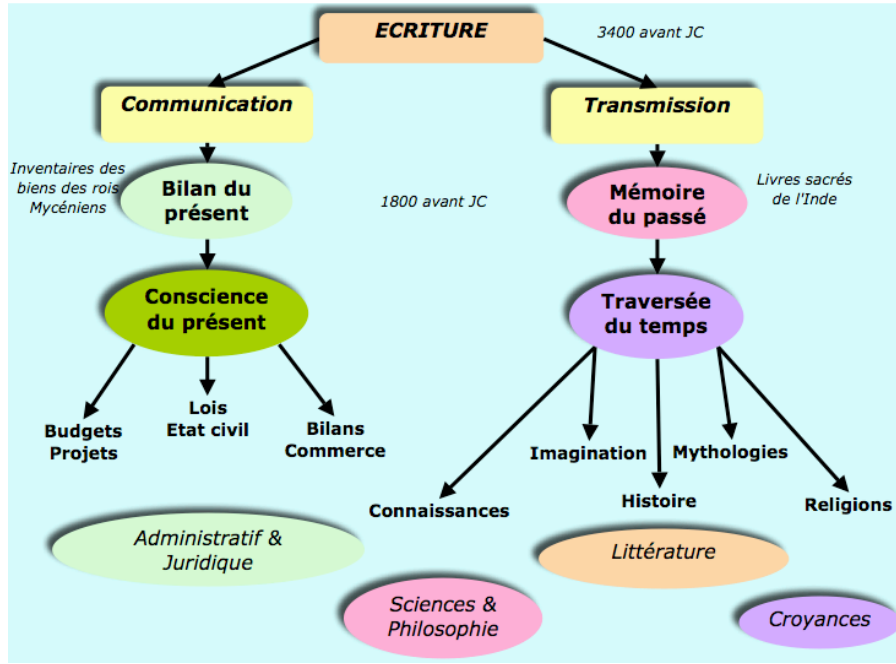 ECRITURE
3400 avant JC
Communication
Transmission
Inventaires des
biens des rois
Mycéniens
Bilan du
présent
1800 avant JC
Mémoire
du passé
Livres sacrés
de l'Inde
Conscience
du présent
Traversée
du temps
Budgets
Projets
Lois
Etat civil
Bilans
Commerce
Imagination
Mythologies
Connaissances
Histoire
Religions
Administratif &
Juridique
Littérature
Sciences &
Philosophie
Croyances